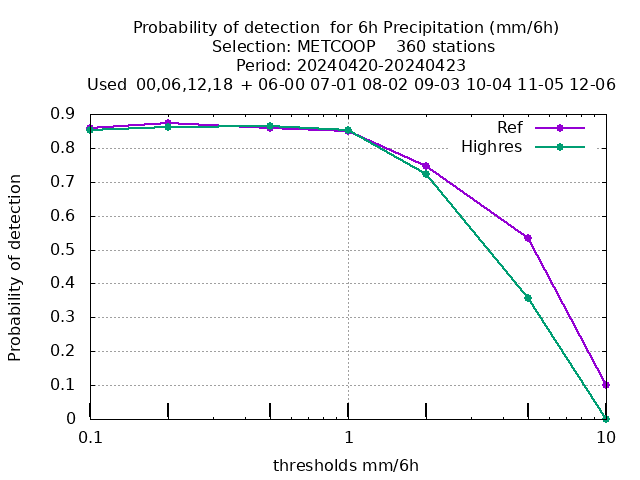 Probability of detection  for 6h Precipitation (mm/6h)
Selection: METCOOP    360 stations
Period: 20240420-20240423
Used  00,06,12,18  + 06-00 07-01 08-02 09-03 10-04 11-05 12-06
Ref
Highres
Probability of detection
0.9
0.8
0.7
0.6
0.5
0.4
0.3
0.2
0.1
0
0.1 1 10
thresholds mm/6h